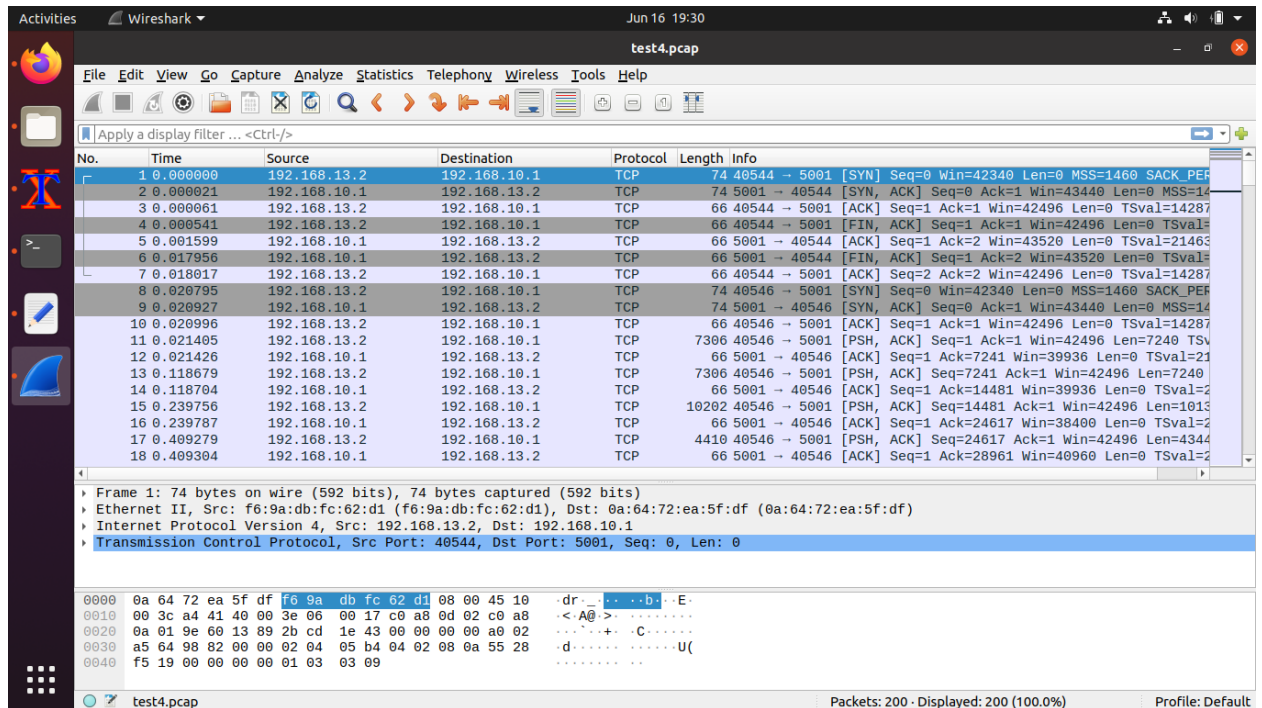 Activities Wireshark Jun 16 19:30
test4.pcap
File Edit View Go Capture Analyze Statistics Telephony Wireless Tools Help
Apply a display filter … <Ctrl-/>
No. Time Source Destination Protocol Length Info
1 0.000000 192.168.13.2 192.168.10.1 TCP 74 40544 → 5001 [SYN] Seq=0 Win=42340 Len=0 MSS=1460 SACK_PER
2 0.000021 192.168.10.1 192.168.13.2 TCP 74 5001 → 40544 [SYN, ACK] Seq=0 Ack=1 Win=43440 Len=0 MSS=14
3 0.000061 192.168.13.2 192.168.10.1 TCP 66 40544 → 5001 [ACK] Seq=1 Ack=1 Win=42496 Len=0 TSval=14287
4 0.000541 192.168.13.2 192.168.10.1 TCP 66 40544 → 5001 [FIN, ACK] Seq=1 Ack=1 Win=42496 Len=0 TSval=
5 0.001599 192.168.10.1 192.168.13.2 TCP 66 5001 → 40544 [ACK] Seq=1 Ack=2 Win=43520 Len=0 TSval=21463
6 0.017956 192.168.10.1 192.168.13.2 TCP 66 5001 → 40544 [FIN, ACK] Seq=1 Ack=2 Win=43520 Len=0 TSval=
7 0.018017 192.168.13.2 192.168.10.1 TCP 66 40544 → 5001 [ACK] Seq=2 Ack=2 Win=42496 Len=0 TSval=14287
8 0.020795 192.168.13.2 192.168.10.1 TCP 74 40546 → 5001 [SYN] Seq=0 Win=42340 Len=0 MSS=1460 SACK_PER
9 0.020927 192.168.10.1 192.168.13.2 TCP 74 5001 → 40546 [SYN, ACK] Seq=0 Ack=1 Win=43440 Len=0 MSS=14
10 0.020996 192.168.13.2 192.168.10.1 TCP 66 40546 → 5001 [ACK] Seq=1 Ack=1 Win=42496 Len=0 TSval=14287
11 0.021405 192.168.13.2 192.168.10.1 TCP 7306 40546 → 5001 [PSH, ACK] Seq=1 Ack=1 Win=42496 Len=7240 TSv
12 0.021426 192.168.10.1 192.168.13.2 TCP 66 5001 → 40546 [ACK] Seq=1 Ack=7241 Win=39936 Len=0 TSval=21
13 0.118679 192.168.13.2 192.168.10.1 TCP 7306 40546 → 5001 [PSH, ACK] Seq=7241 Ack=1 Win=42496 Len=7240
14 0.118704 192.168.10.1 192.168.13.2 TCP 66 5001 → 40546 [ACK] Seq=1 Ack=14481 Win=39936 Len=0 TSval=2
15 0.239756 192.168.13.2 192.168.10.1 TCP 10202 40546 → 5001 [PSH, ACK] Seq=14481 Ack=1 Win=42496 Len=1013
16 0.239787 192.168.10.1 192.168.13.2 TCP 66 5001 → 40546 [ACK] Seq=1 Ack=24617 Win=38400 Len=0 TSval=2
17 0.409279 192.168.13.2 192.168.10.1 TCP 4410 40546 → 5001 [PSH, ACK] Seq=24617 Ack=1 Win=42496 Len=4344
18 0.409304 192.168.10.1 192.168.13.2 TCP 66 5001 → 40546 [ACK] Seq=1 Ack=28961 Win=40960 Len=0 TSval=2
Frame 1: 74 bytes on wire (592 bits), 74 bytes captured (592 bits)
Ethernet II, Src: f6:9a:db:fc:62:d1 (f6:9a:db:fc:62:d1), Dst: 0a:64:72:ea:5f:df (0a:64:72:ea:5f:df)
Internet Protocol Version 4, Src: 192.168.13.2, Dst: 192.168.10.1
Transmission Control Protocol, Src Port: 40544, Dst Port: 5001, Seq: 0, Len: 0
0000 0a 64 72 ea 5f df f6 9a db fc 62 d1 08 00 45 10 ·dr·_··· ··b···E·
0010 00 3c a4 41 40 00 3e 06 00 17 c0 a8 0d 02 c0 a8 ·<·A@·>· ········
0020 0a 01 9e 60 13 89 2b cd 1e 43 00 00 00 00 a0 02 ···`··+· ·C······
0030 a5 64 98 82 00 00 02 04 05 b4 04 02 08 0a 55 28 ·d······ ······U(
0040 f5 19 00 00 00 00 01 03 03 09 ········ ··
test4.pcap Packets: 200 · Displayed: 200 (100.0%) Profile: Default